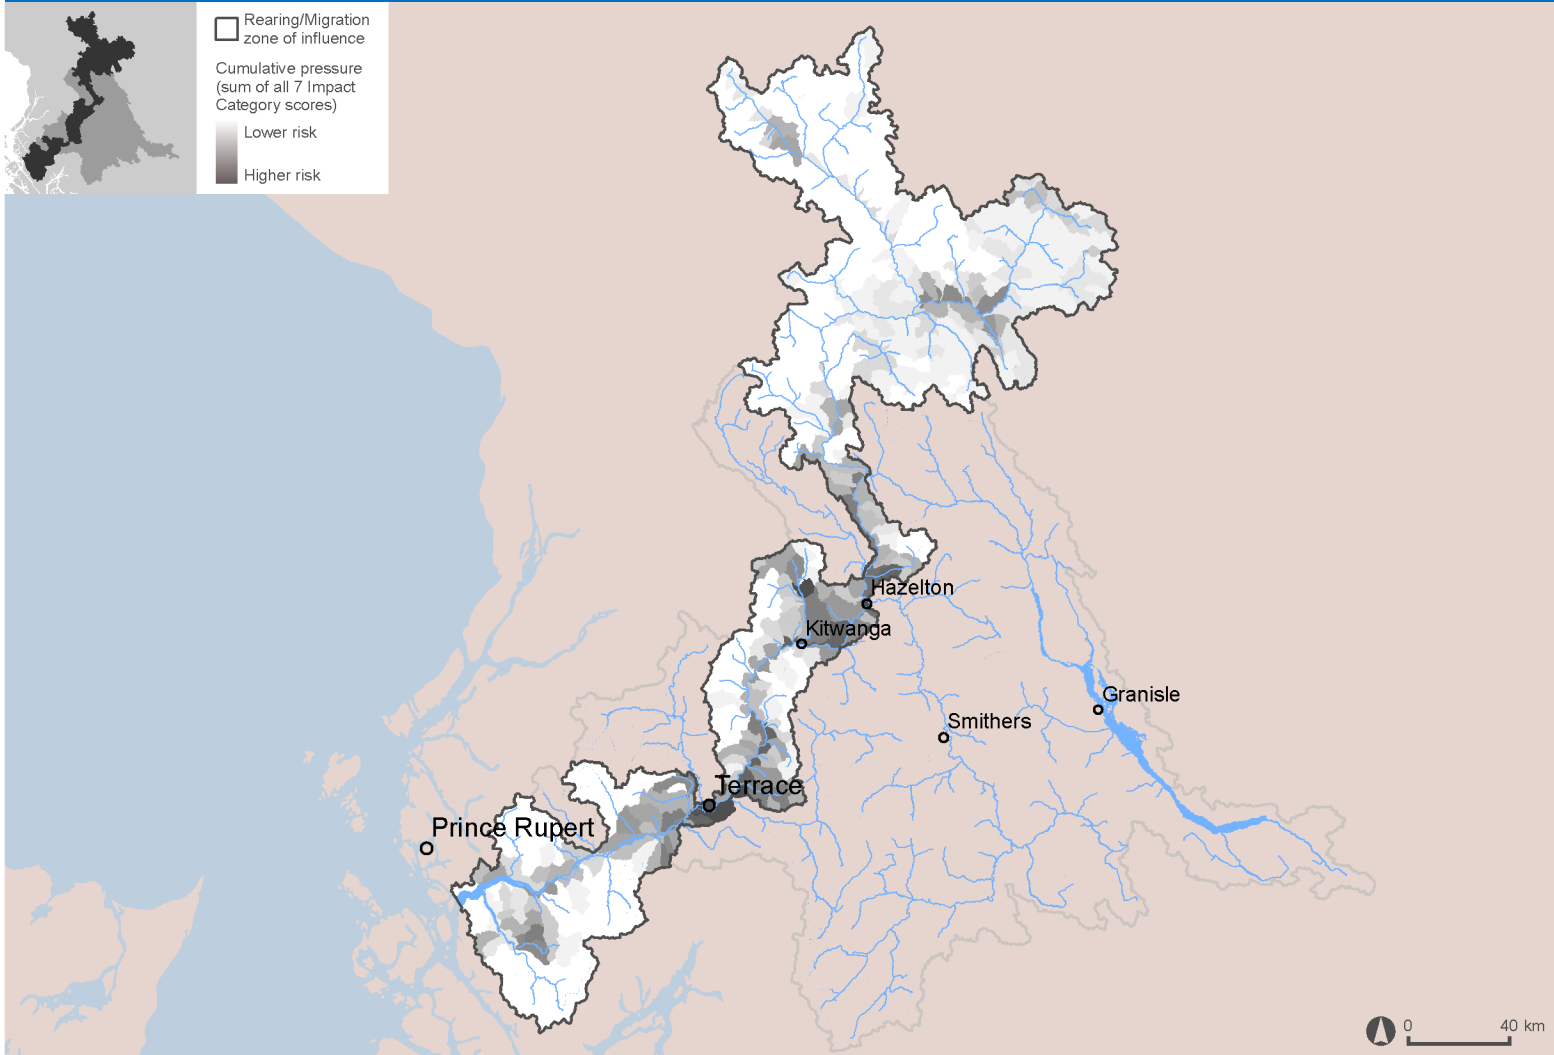 Rearing/Migration
zone of influence
Cumulative pressure
(sum of all 7 Impact
Category scores)
Lower risk
Higher risk
Hazelton
Kitwanga
Granisle
Smithers
Terrace
Prince Rupert
0 40 km